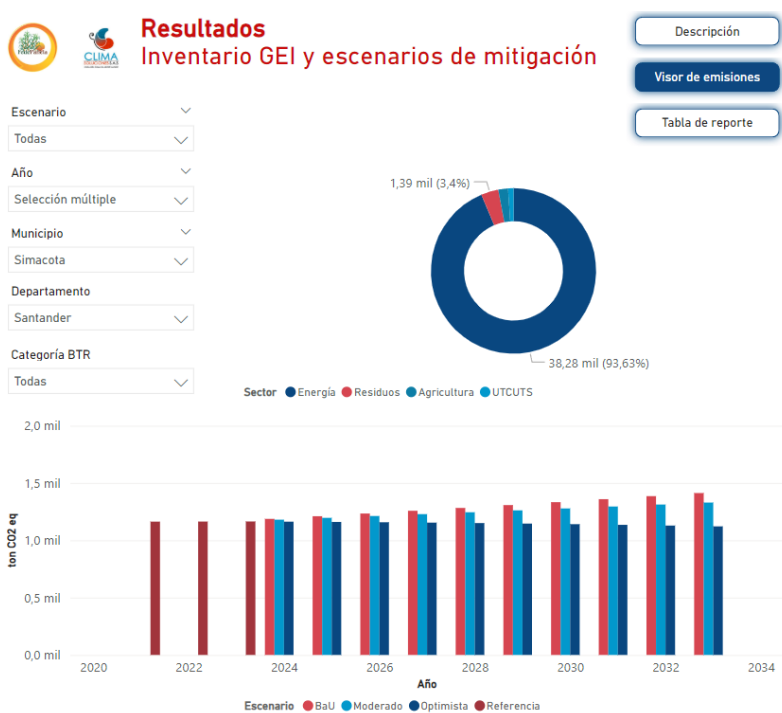 Resultados
Inventario GEI y escenarios de mitigación
CLIMA
Descripción
Visor de emisiones
Tabla de reporte
Escenario
Todas
Año
Selección múltiple
Municipio
Simacota
Departamento
Santander
Categoría BTR
Todas
1,39 mil (3,4%)
38,28 mil (93,63%)
Sector Energía Residuos Agricultura UTCUTS
2,0 mil
1,5 mil
1,0 mil
0,5 mil
0,0 mil
ton CO2 eq
2020 2022 2024 2026 2028 2030 2032 2034
Año
Escenario BaU Moderado Optimista Referencia